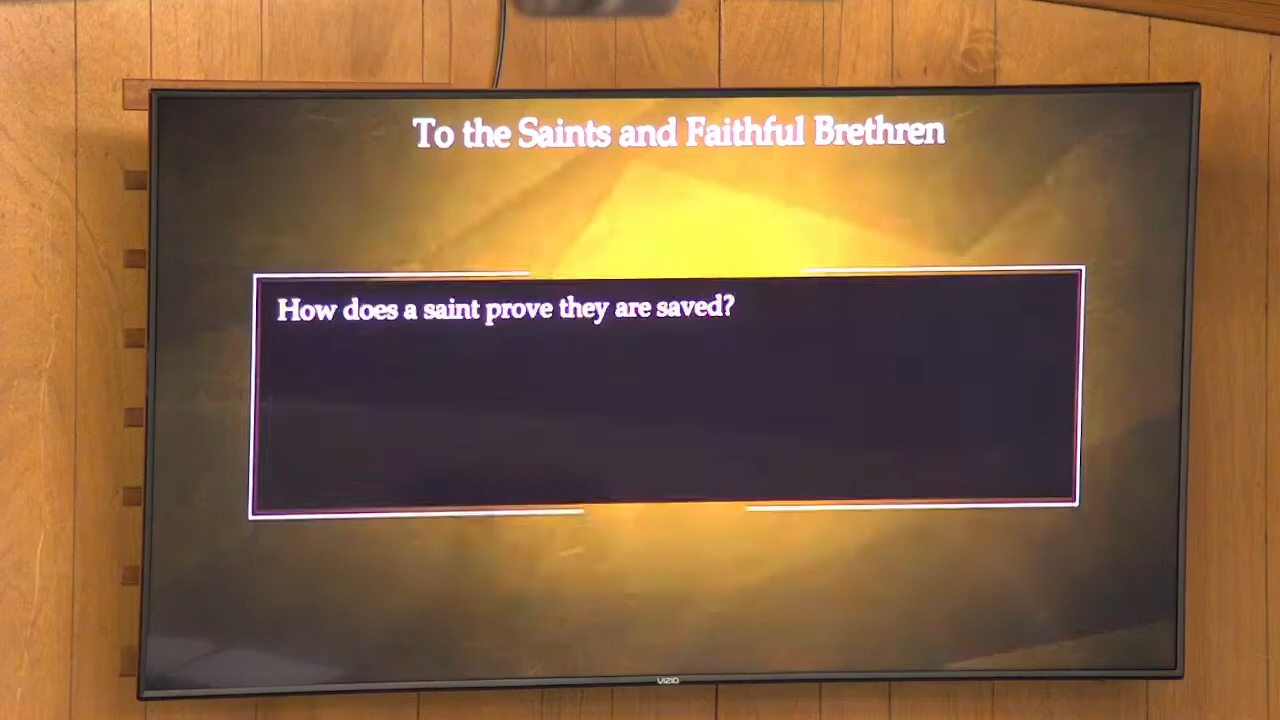 To the Saints and Faithful Brethren
How does a saint prove they are saved?
VIZIO